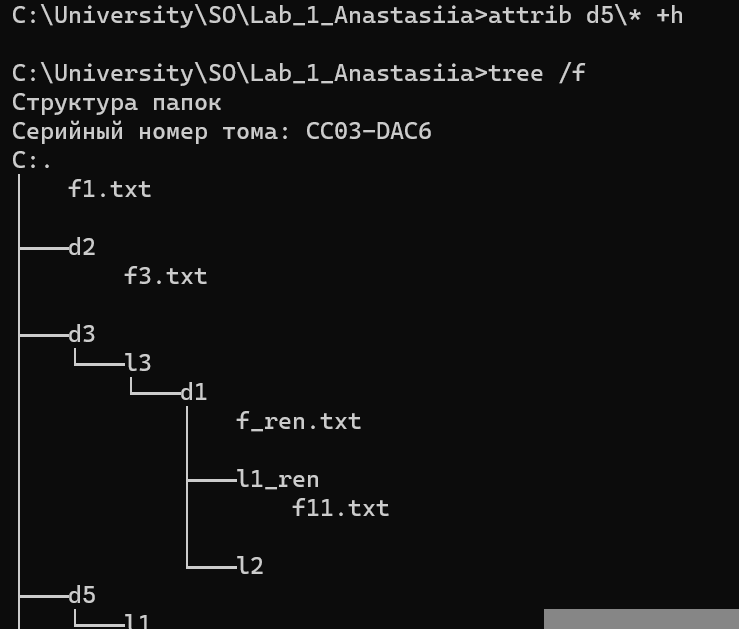 C:\University\SO\Lab_1_Anastasiia>attrib d5\* +h
C:\University\SO\Lab_1_Anastasiia>tree /f
Структура папок
Серийный номер тома: CC03-DAC6
C:.
f1.txt
d2
f3.txt
d3
l3
d1
f_ren.txt
l1_ren
f11.txt
l2
d5
l1